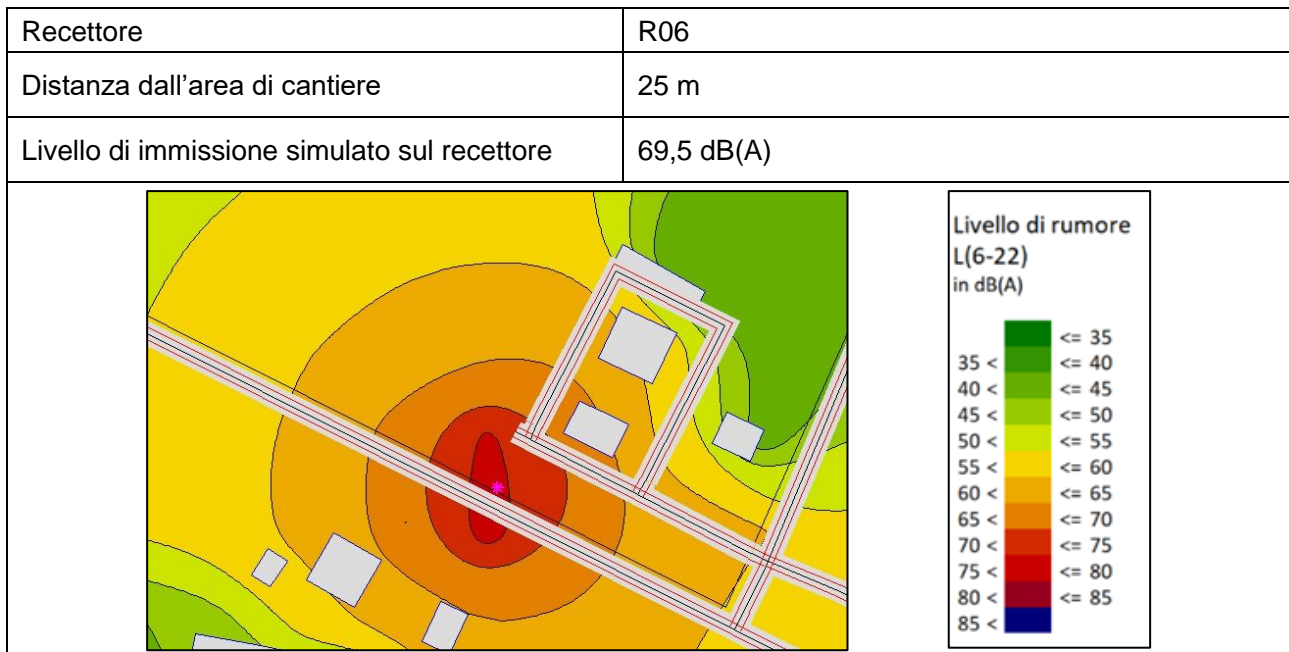 Recettore R06
Distanza dall’area di cantiere 25 m
Livello di immissione simulato sul recettore 69,5 dB(A)
Livello di rumore
L(6-22)
in dB(A)
<= 35
35 < <= 40
40 < <= 45
45 < <= 50
50 < <= 55
55 < <= 60
60 < <= 65
65 < <= 70
70 < <= 75
75 < <= 80
80 < <= 85
85 <